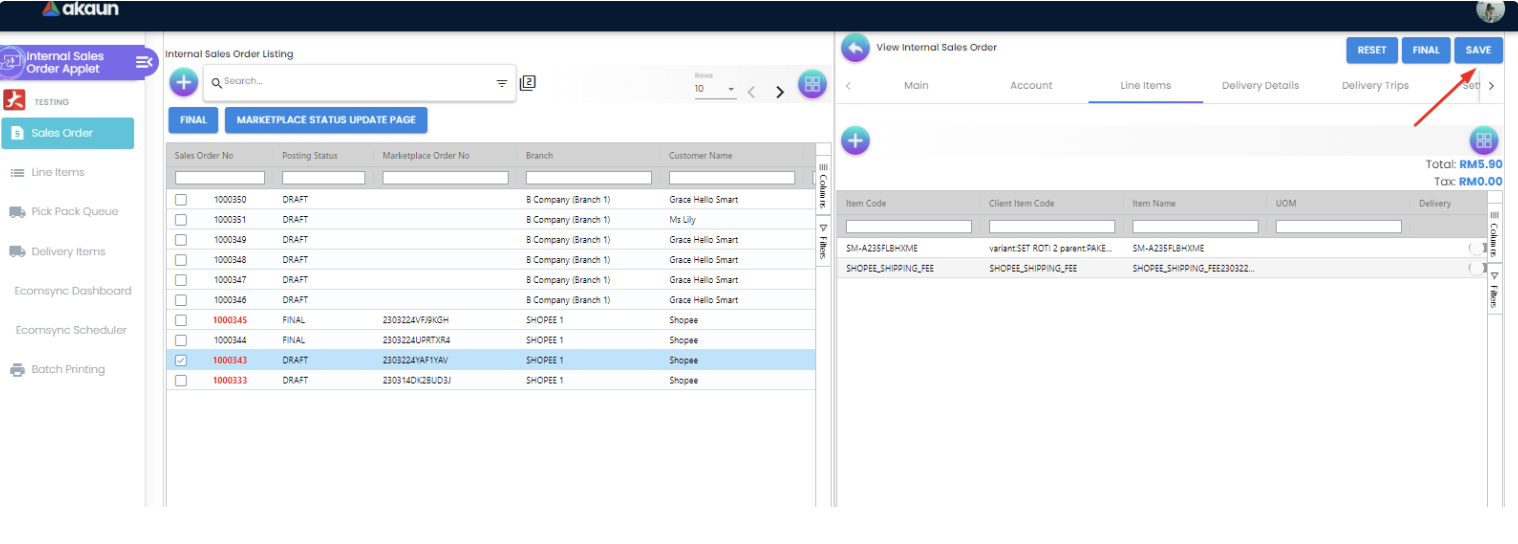 akaun
Internal Sales
Order Applet
TESTING
Sales Order
Line Items
Pick Pack Queue
Delivery Items
Ecomsync Dashboard
Ecomsync Scheduler
Batch Printing
Internal Sales Order Listing
Search...
2
Rows
10
FINAL MARKETPLACE STATUS UPDATE PAGE
Sales Order No Posting Status Marketplace Order No Branch Customer Name
1000350 DRAFT B Company (Branch 1) Grace Hello Smart
1000351 DRAFT B Company (Branch 1) Ms Lily
1000349 DRAFT B Company (Branch 1) Grace Hello Smart
1000348 DRAFT B Company (Branch 1) Grace Hello Smart
1000347 DRAFT B Company (Branch 1) Grace Hello Smart
1000346 DRAFT B Company (Branch 1) Grace Hello Smart
1000345 FINAL 2303224VFJ9KGH SHOPEE 1 Shopee
1000344 FINAL 2303224UPRTXR4 SHOPEE 1 Shopee
1000343 DRAFT 2303224YAF1YAV SHOPEE 1 Shopee
1000333 DRAFT 230314DK2BUD3J SHOPEE 1 Shopee
Columns
Filters
View Internal Sales Order
RESET FINAL SAVE
Main Account Line Items Delivery Details Delivery Trips Sett
Total: RM5.90
Tax: RM0.00
Item Code Client Item Code Item Name UOM Delivery
SM-A235FLBHXME variant:SET ROTI 2 parent:PAKE... SM-A235FLBHXME
SHOPEE_SHIPPING_FEE SHOPEE_SHIPPING_FEE SHOPEE_SHIPPING_FEE230322...
Columns
Filters